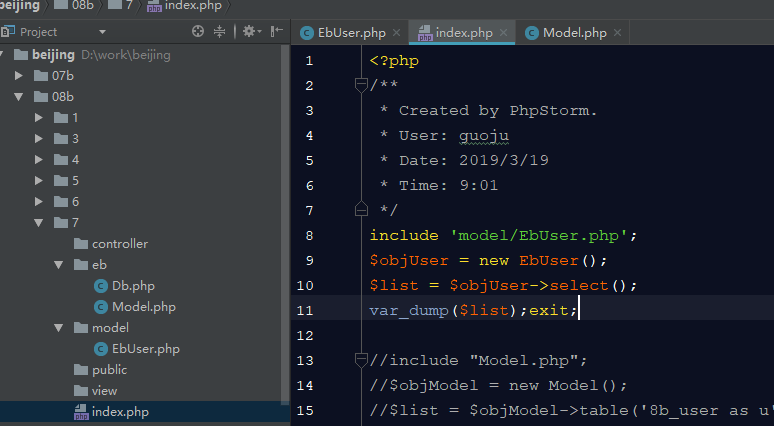 beijing 08b 7 index.php
Project
EbUser.php index.php Model.php
beijing D:\work\beijing
07b
08b
1
3
4
5
6
7
controller
eb
Db.php
Model.php
model
EbUser.php
public
view
index.php
1 <?php
2 /**
3 * Created by PhpStorm.
4 * User: guoju
5 * Date: 2019/3/19
6 * Time: 9:01
7 */
8 include 'model/EbUser.php';
9 $objUser = new EbUser();
10 $list = $objUser->select();
11 var_dump($list);exit;
12
13 //include "Model.php";
14 //$objModel = new Model();
15 //$list = $objModel->table('8b_user as u'